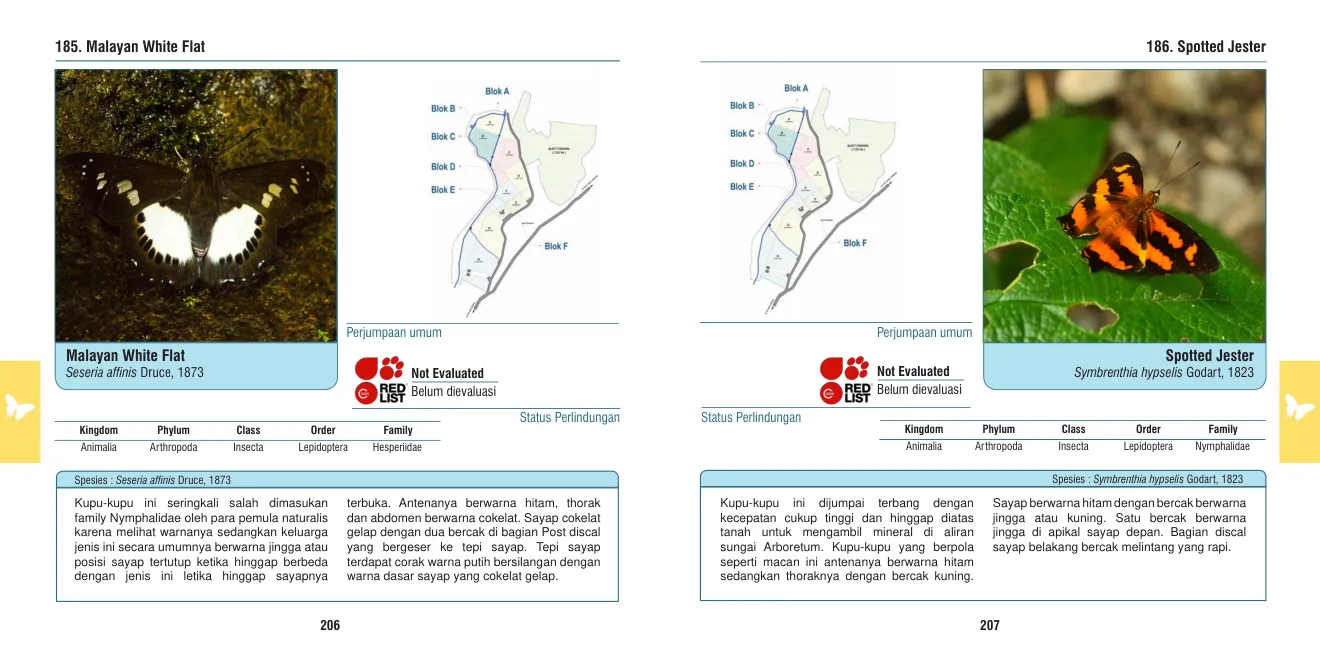 185. Malayan White Flat
Blok A
Blok B
Blok C
Blok D
Blok E
Blok F
Perjumpaan umum
Malayan White Flat
Seseria affinis Druce, 1873
RED
LIST
Not Evaluated
Belum dievaluasi
Status Perlindungan
Kingdom Phylum Class Order Family
Animalia Arthropoda Insecta Lepidoptera Hesperiidae
Spesies : Seseria affinis Druce, 1873
Kupu-kupu ini seringkali salah dimasukan
family Nymphalidae oleh para pemula naturalis
karena melihat warnanya sedangkan keluarga
jenis ini secara umumnya berwarna jingga atau
posisi sayap tertutup ketika hinggap berbeda
dengan jenis ini letika hinggap sayapnya
terbuka. Antenanya berwarna hitam, thorak
dan abdomen berwarna cokelat. Sayap cokelat
gelap dengan dua bercak di bagian Post discal
yang bergeser ke tepi sayap. Tepi sayap
terdapat corak warna putih bersilangan dengan
warna dasar sayap yang cokelat gelap.
206
186. Spotted Jester
Blok A
Blok B
Blok C
Blok D
Blok E
Blok F
Perjumpaan umum
Spotted Jester
Symbrenthia hypselis Godart, 1823
RED
LIST
Not Evaluated
Belum dievaluasi
Status Perlindungan
Kingdom Phylum Class Order Family
Animalia Arthropoda Insecta Lepidoptera Nymphalidae
Spesies : Symbrenthia hypselis Godart, 1823
Kupu-kupu ini dijumpai terbang dengan
kecepatan cukup tinggi dan hinggap diatas
tanah untuk mengambil mineral di aliran
sungai Arboretum. Kupu-kupu yang berpola
seperti macan ini antenanya berwarna hitam
sedangkan thoraknya dengan bercak kuning.
Sayap berwarna hitam dengan bercak berwarna
jingga atau kuning. Satu bercak berwarna
jingga di apikal sayap depan. Bagian discal
sayap belakang bercak melintang yang rapi.
207